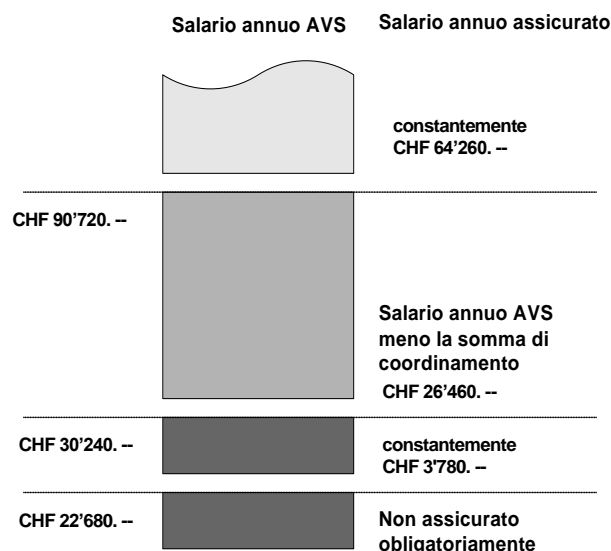 Salario annuo AVS
Salario annuo assicurato
constantemente
CHF 64’260. --
CHF 90’720. --
Salario annuo AVS
meno la somma di
coordinamento
CHF 26’460. --
CHF 30’240. --
constantemente
CHF 3’780. --
CHF 22’680. --
Non assicurato
obligatoriamente